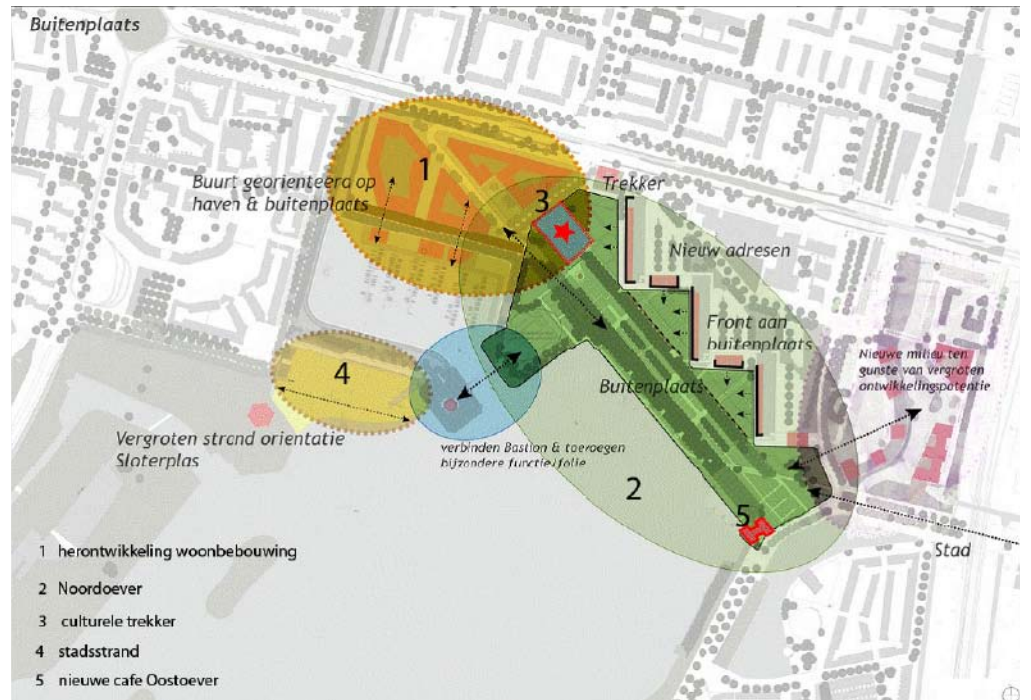 Buitenplaats
1
Buurt georienteerd op
haven & buitenplaats
3
Trekker
Nieuw adresen
Front aan
buitenplaats
Nieuwe milieu ten
gunste van vergroten
ontwikkelingspotentie
4
Buitenplaats
Vergroten strand orientatie
Sloterplas
verbinden Bastion & toevoegen
bijzondere functie/folie
2
5
Stad
1 herontwikkeling woonbebouwing
2 Noordoever
3 culturele trekker
4 stadsstrand
5 nieuwe cafe Oostoever